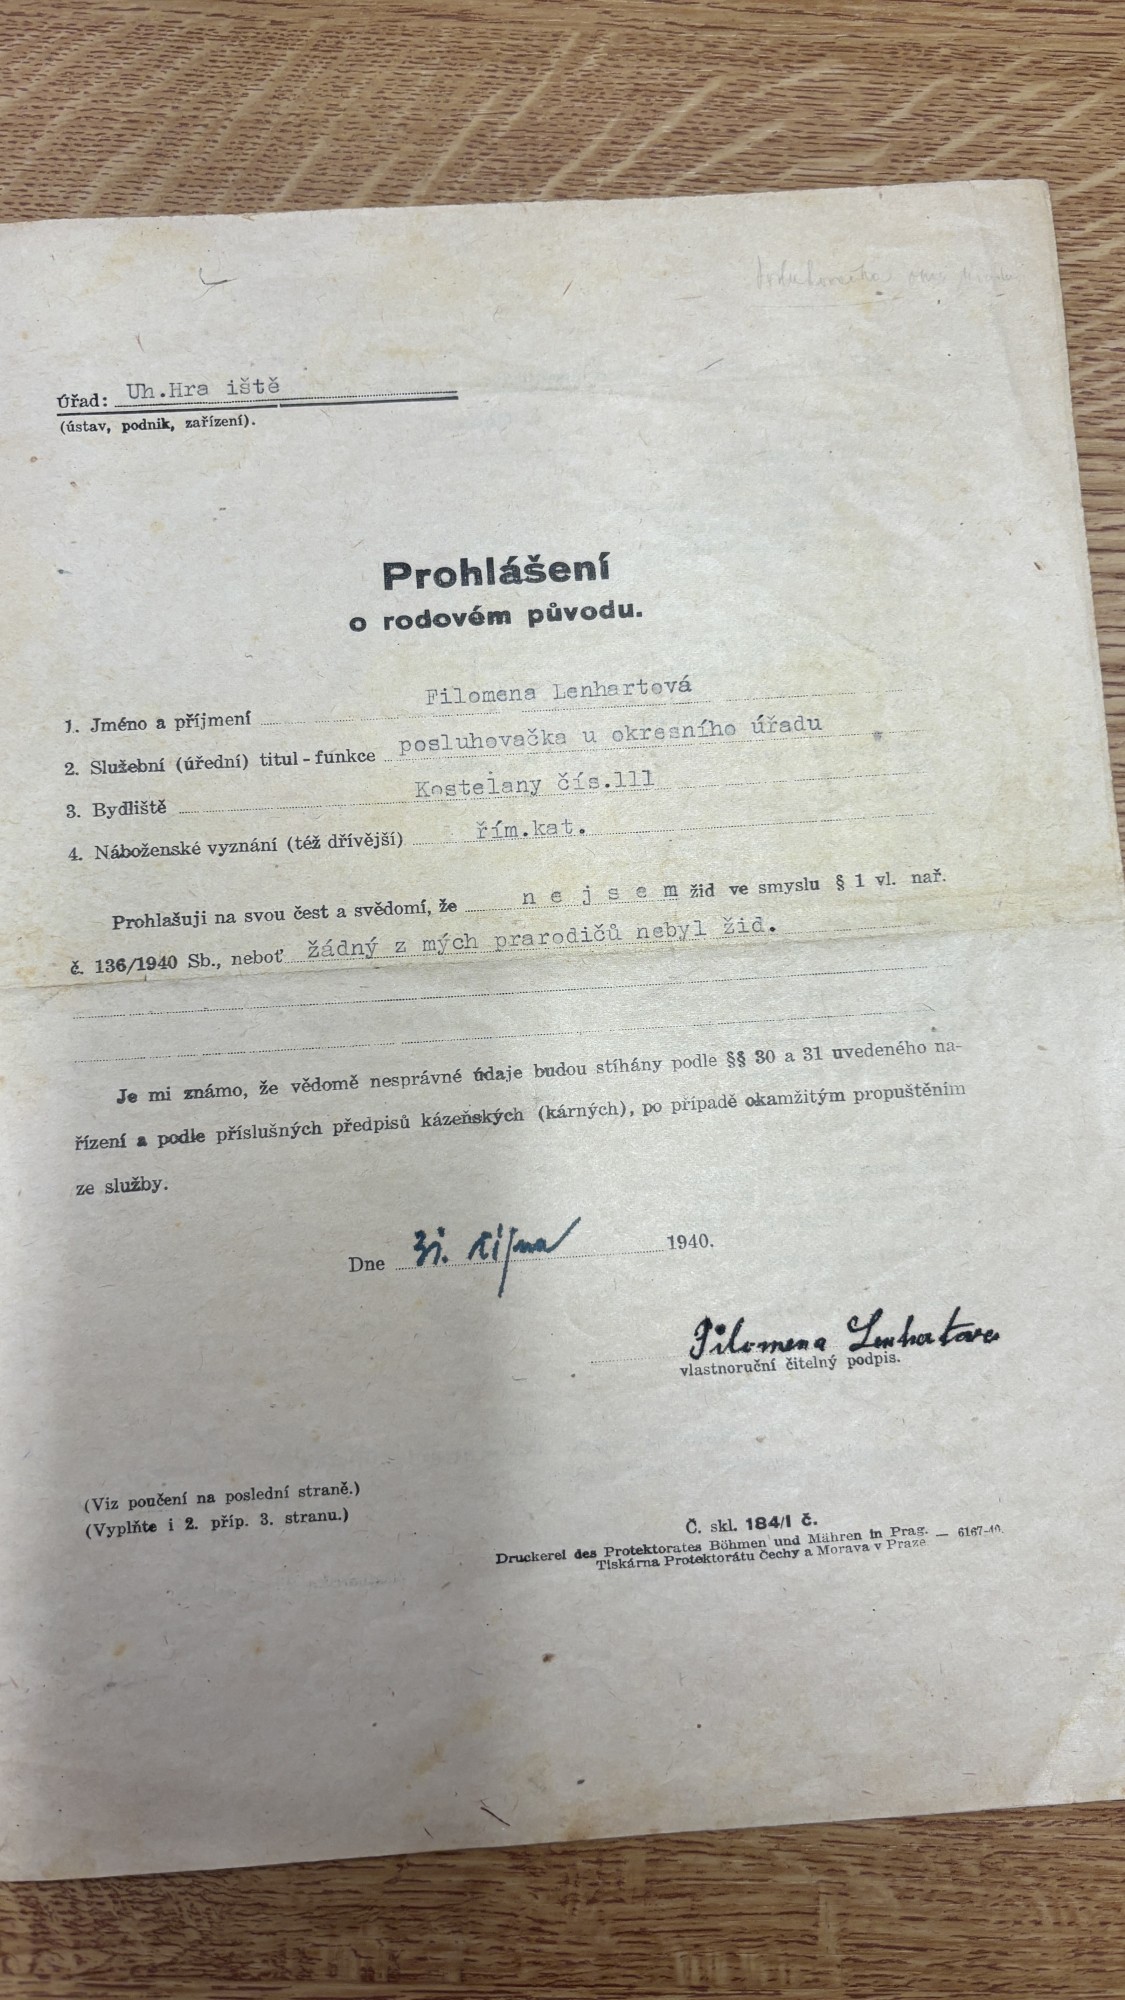 Úřad: Uh.Hra iště
(ústav, podnik, zařízení).
Prohlášení
o rodovém původu.
1. Jméno a příjmení Filomena Lenhartová
2. Služební (úřední) titul - funkce posluhovačka u okresního úřadu
3. Bydliště Kostelany čís.111
4. Náboženské vyznání (též dřívější) řím.kat.
Prohlašuji na svou čest a svědomí, že n e j s e m žid ve smyslu § 1 vl. nař.
č. 136/1940 Sb., neboť žádný z mých prarodičů nebyl žid.
Je mi známo, že vědomě nesprávné údaje budou stíhány podle §§ 30 a 31 uvedeného na-
řízení a podle příslušných předpisů kázeňských (kárných), po případě okamžitým propuštěním
ze služby.
Dne 31. října 1940.
Filomena Lenhatova
vlastnoruční čitelný podpis.
(Viz poučení na poslední straně.)
(Vyplňte i 2. příp. 3. stranu.)
Č. skl. 184/I č.
Druckerei des Protektorates Böhmen und Mähren in Prag. — 6167-40.
Tiskárna Protektorátu Čechy a Morava v Praze